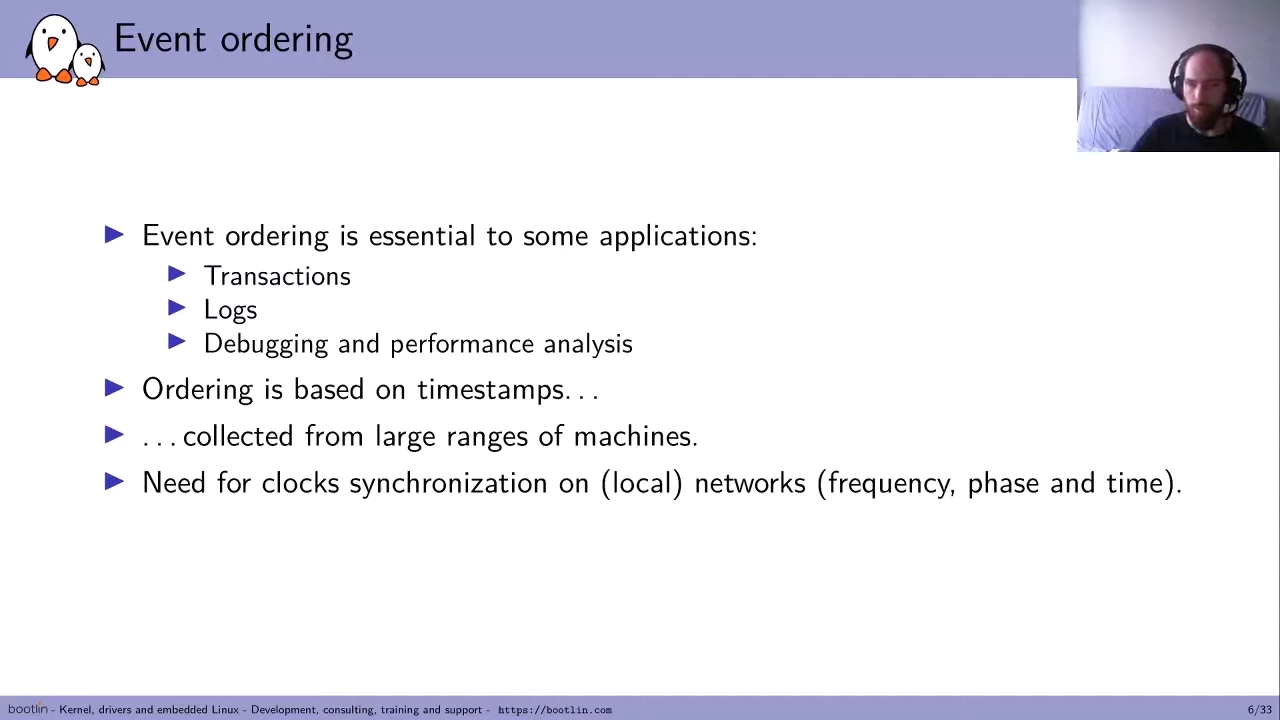 Event ordering
Event ordering is essential to some applications:
Transactions
Logs
Debugging and performance analysis
Ordering is based on timestamps. . .
. . . collected from large ranges of machines.
Need for clocks synchronization on (local) networks (frequency, phase and time).
bootlin - Kernel, drivers and embedded Linux - Development, consulting, training and support - https://bootlin.com
6/33